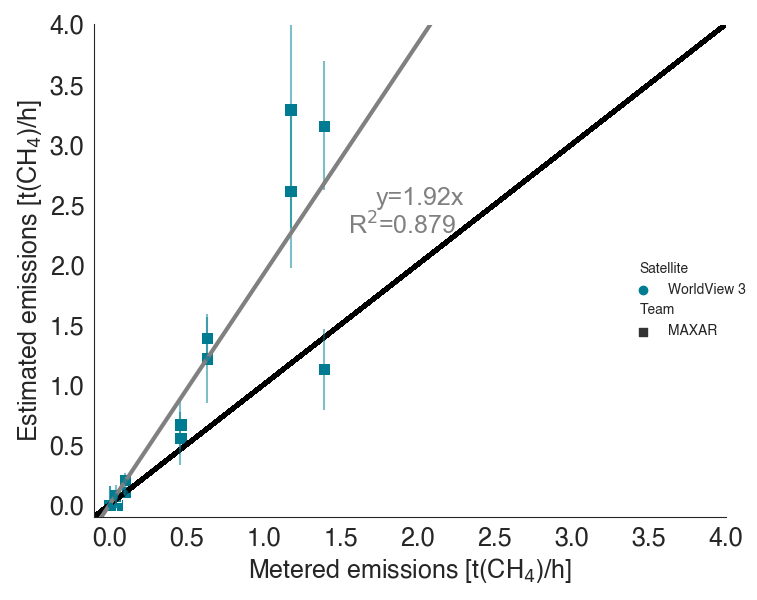 4.0
3.5
3.0
2.5
2.0
1.5
1.0
0.5
0.0
Estimated emissions [t(CH₄)/h]
y=1.92x
R²=0.879
Satellite
WorldView 3
Team
MAXAR
0.0 0.5 1.0 1.5 2.0 2.5 3.0 3.5 4.0
Metered emissions [t(CH₄)/h]